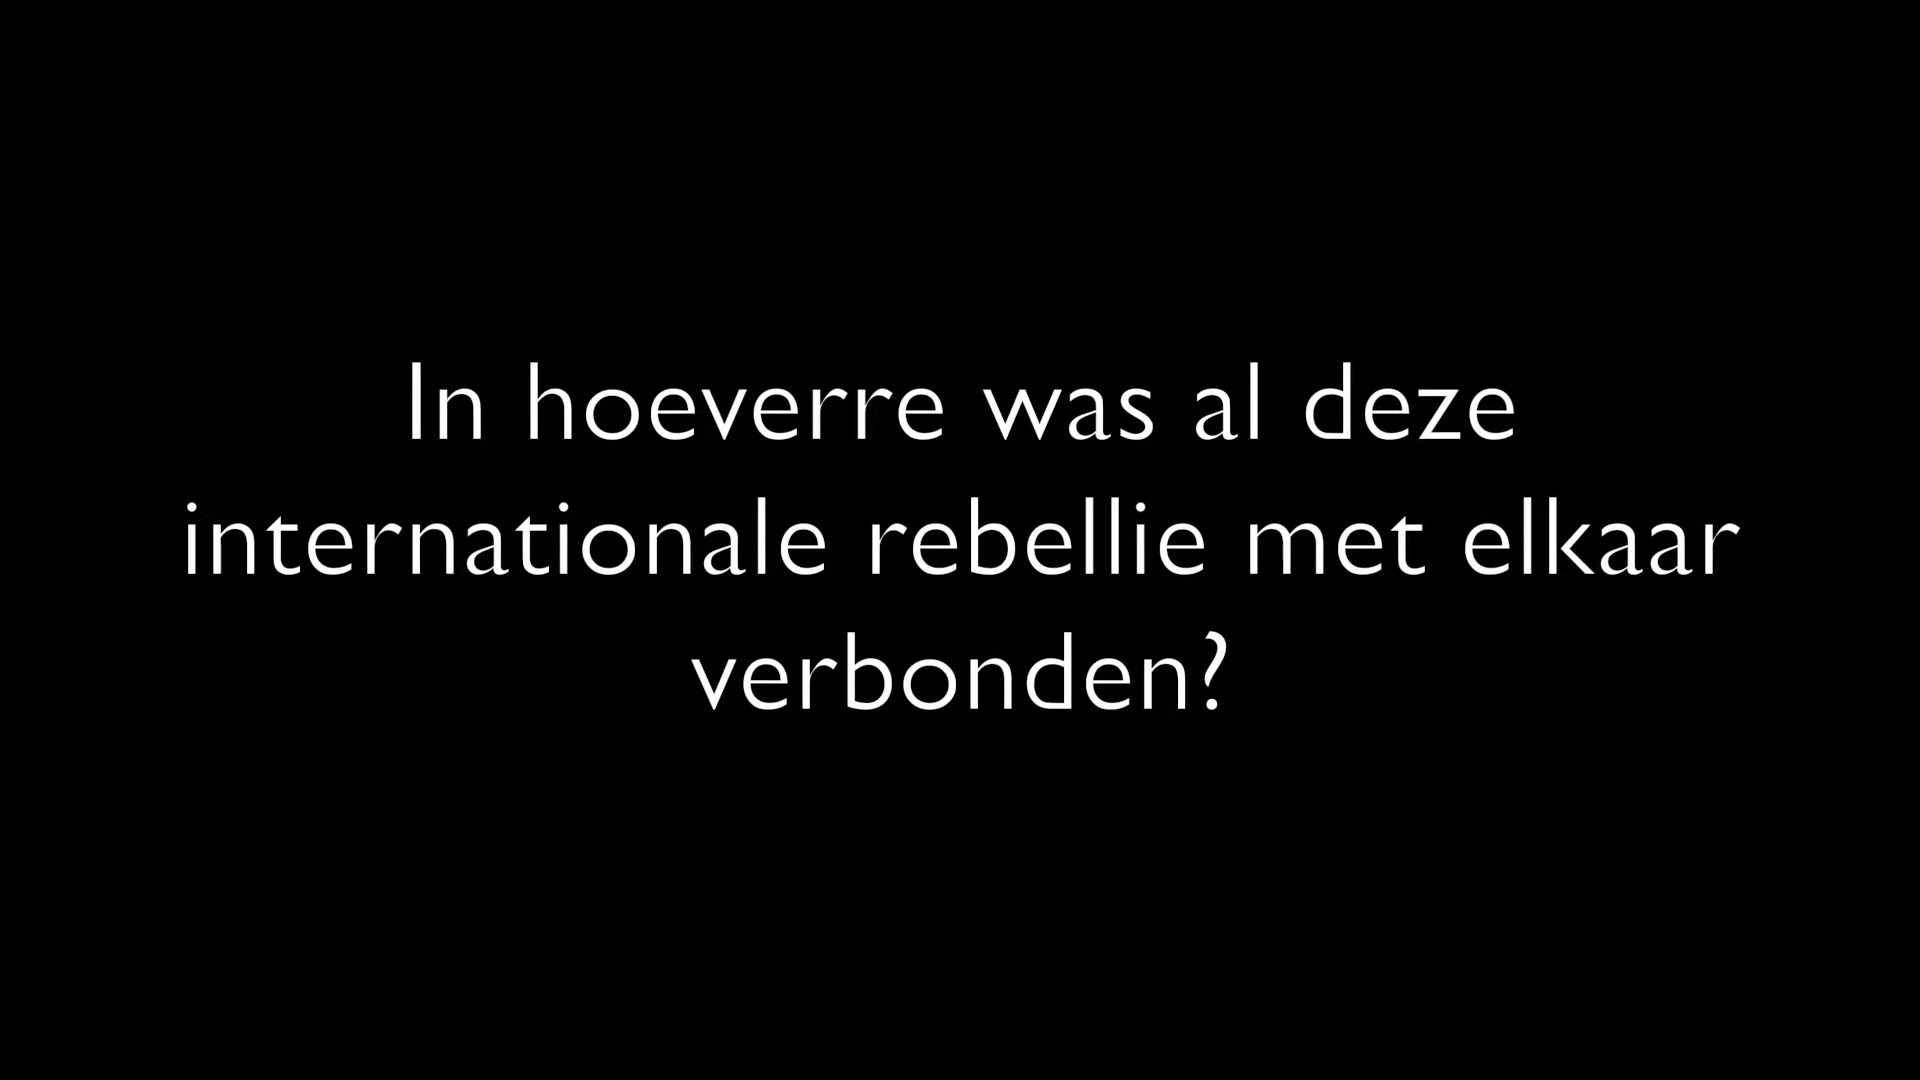 In hoeverre was al deze
internationale rebellie met elkaar
verbonden?